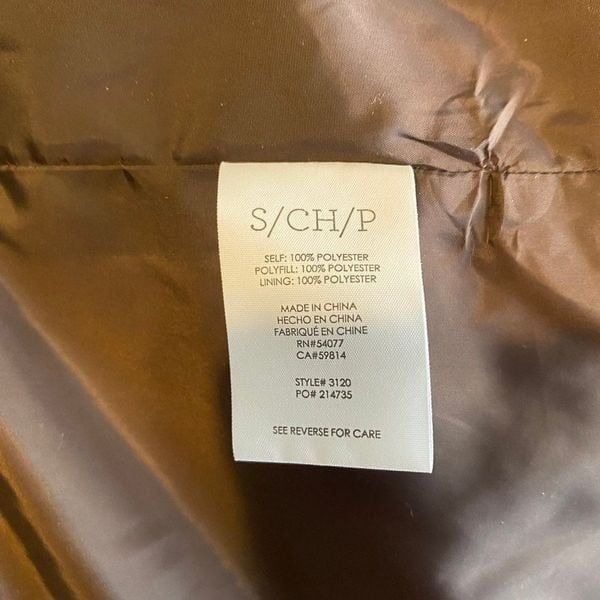 S/CH/P
SELF: 100% POLYESTER
POLYFILL: 100% POLYESTER
LINING: 100% POLYESTER
MADE IN CHINA
HECHO EN CHINA
FABRIQUÉ EN CHINE
RN#54077
CA#59814
STYLE# 3120
PO# 214735
SEE REVERSE FOR CARE